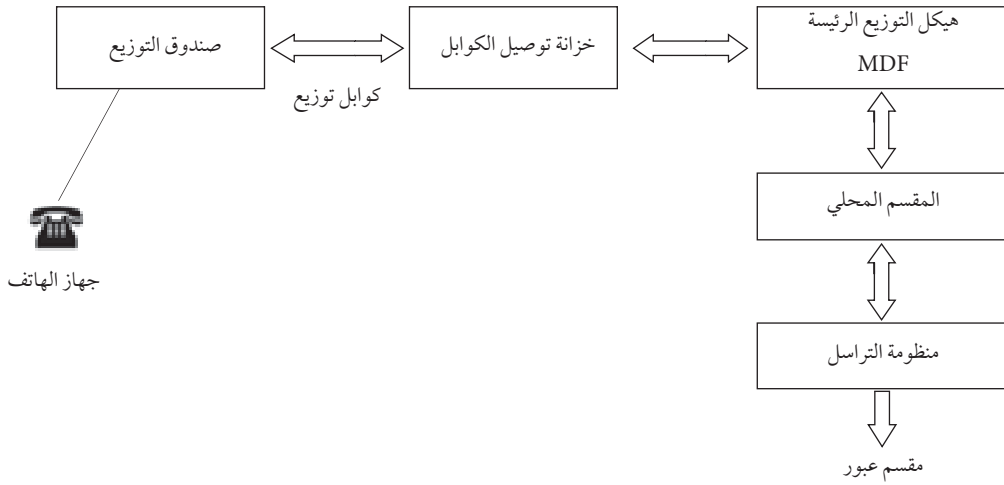 هيكل التوزيع الرئيسة
MDF
خزانة توصيل الكوابل
صندوق التوزيع
كوابل توزيع
المقسم المحلي
جهاز الهاتف
منظومة التراسل
مقسم عبور